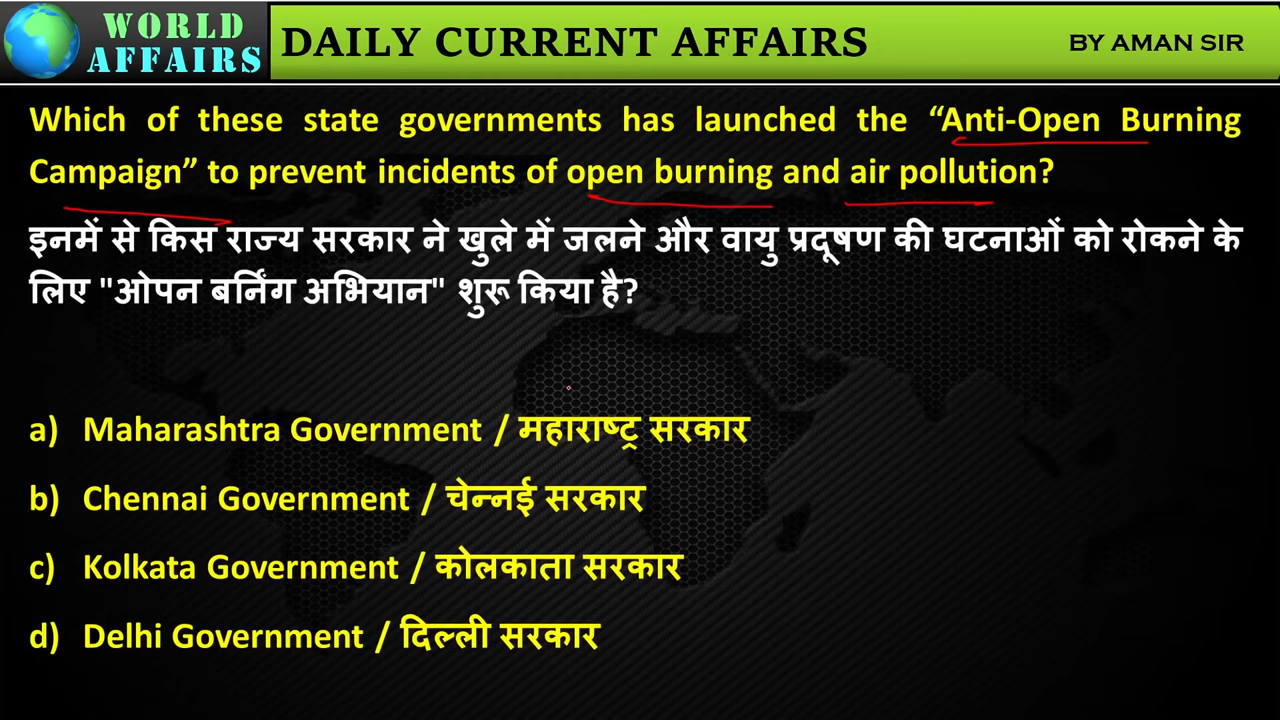 WORLD
AFFAIRS
DAILY CURRENT AFFAIRS
BY AMAN SIR
Which of these state governments has launched the “Anti-Open Burning
Campaign” to prevent incidents of open burning and air pollution?
इनमें से किस राज्य सरकार ने खुले में जलने और वायु प्रदूषण की घटनाओं को रोकने के
लिए "ओपन बर्निंग अभियान" शुरू किया है?
a) Maharashtra Government / महाराष्ट्र सरकार
b) Chennai Government / चेन्नई सरकार
c) Kolkata Government / कोलकाता सरकार
d) Delhi Government / दिल्ली सरकार